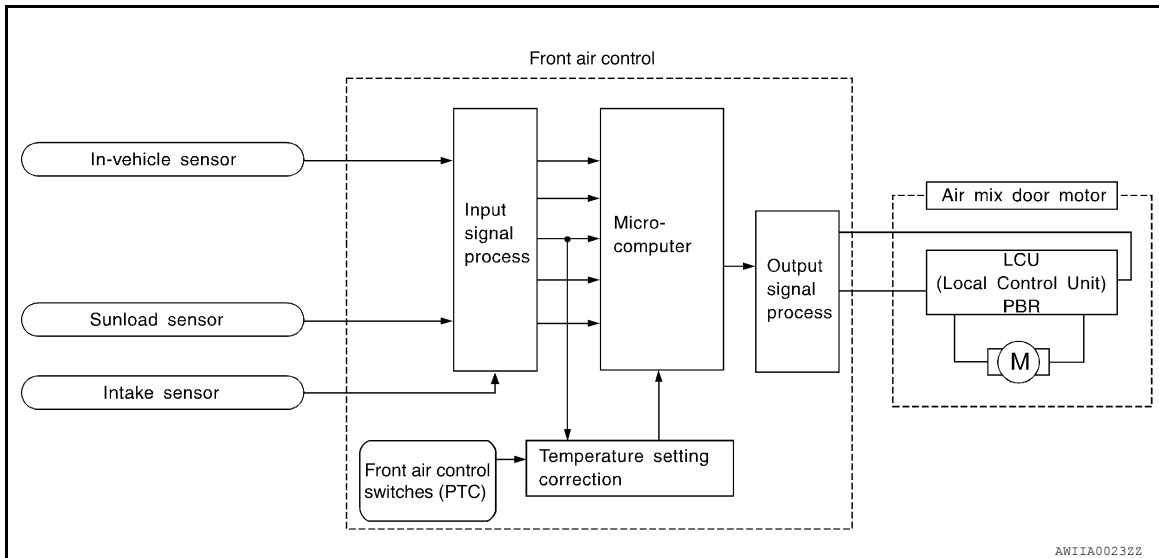 Front air control
In-vehicle sensor
Sunload sensor
Intake sensor
Input
signal
process
Micro-
computer
Output
signal
process
Air mix door motor
LCU
(Local Control Unit)
PBR
M
Front air control
switches (PTC)
Temperature setting
correction
AWIIA0023ZZ